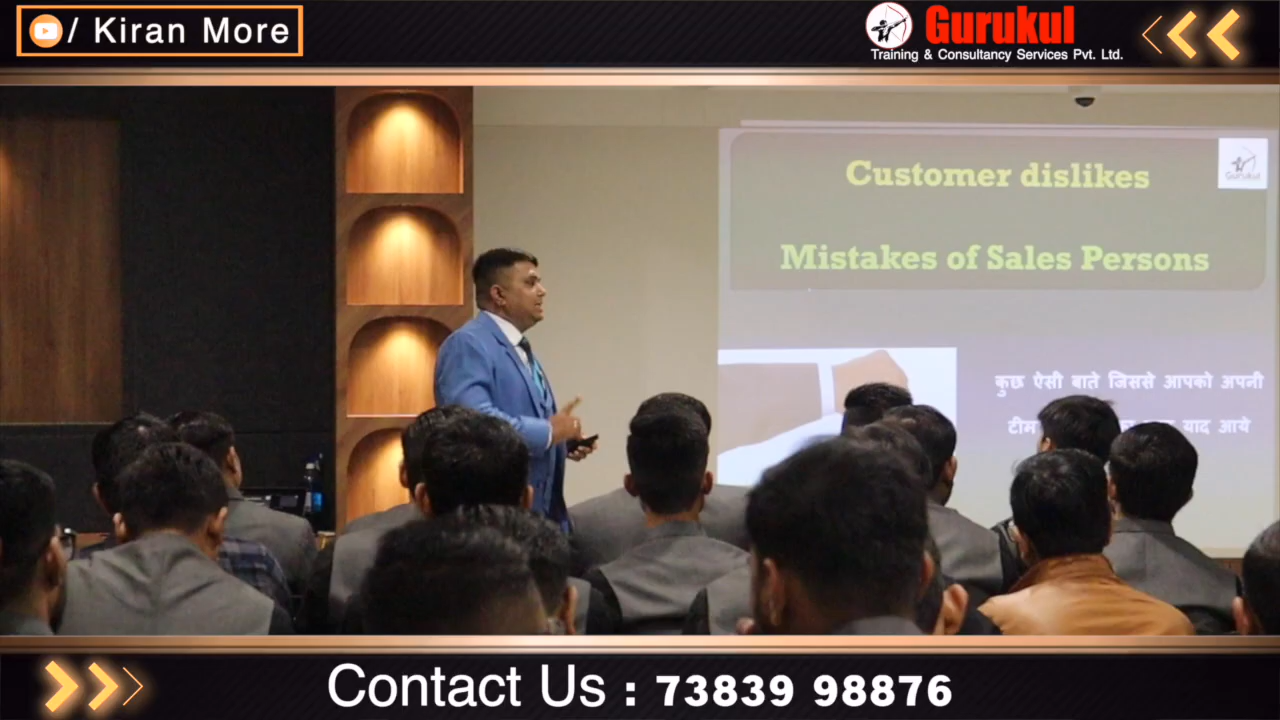 / Kiran More
Gurukul
Training & Consultancy Services Pvt. Ltd.
Customer dislikes
Gurukul
Mistakes of Sales Persons
कुछ ऐसी बाते जिससे आपको अपनी
टीम याद आये
Contact Us : 73839 98876